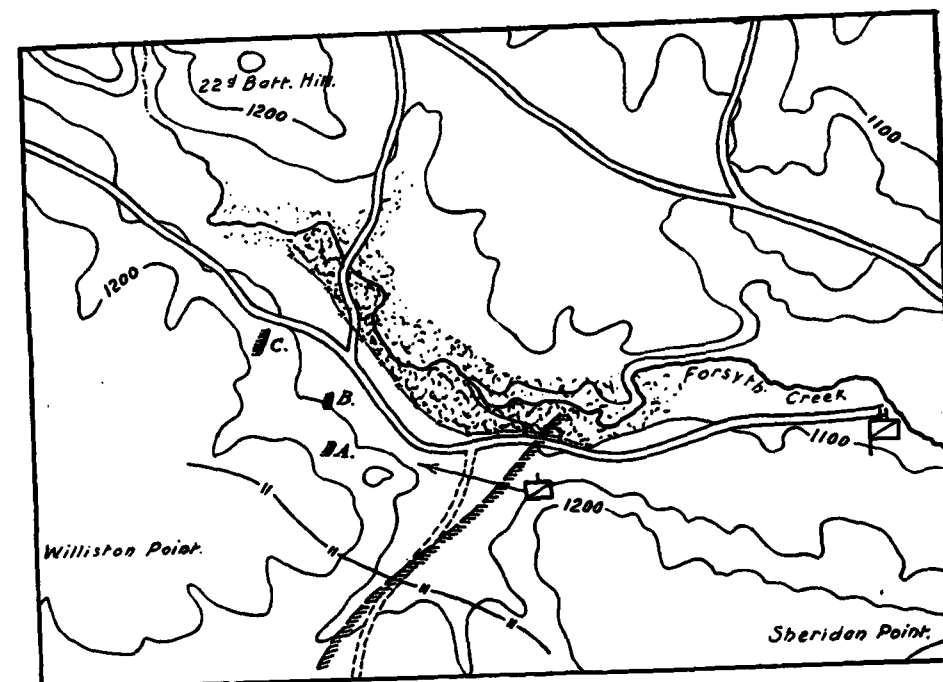 22d Batt. Hill.
1200
1100
1200
C.
B.
A.
Forsyth. Creek
1100
1200
Williston Point.
Sheridan Point.